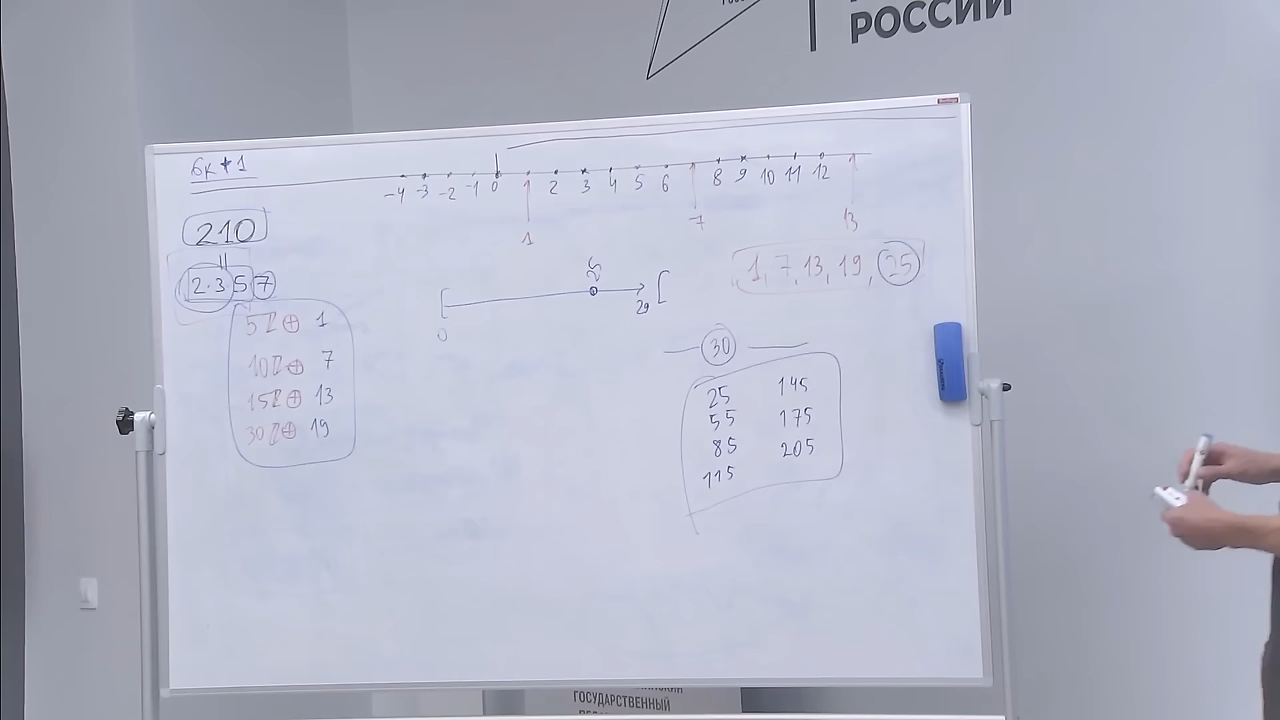 РОССИИ
6к+1
-4 -3 -2 -1 0 1 2 3 4 5 6 8 9 10 11 12
1 7 13
210
||
2·3 5 7
1, 7, 13, 19, 25
5ℤ⊕ 1
10ℤ⊕ 7
15ℤ⊕ 13
30ℤ⊕ 19
[ 0 25 29 [
30
25 145
55 175
85 205
115
ГОСУДАРСТВЕННЫЙ